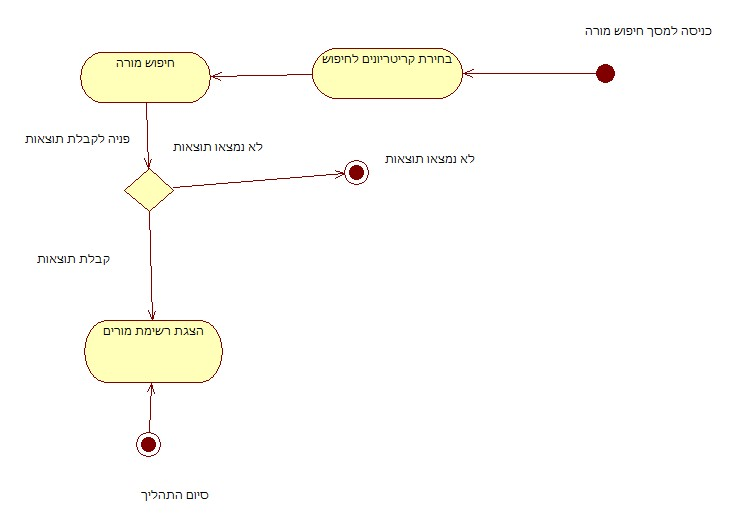 כניסה למסך חיפוש מורה
בחירת קריטריונים לחיפוש
חיפוש מורה
פניה לקבלת תוצאות
לא נמצאו תוצאות
לא נמצאו תוצאות
קבלת תוצאות
הצגת רשימת מורים
סיום התהליך